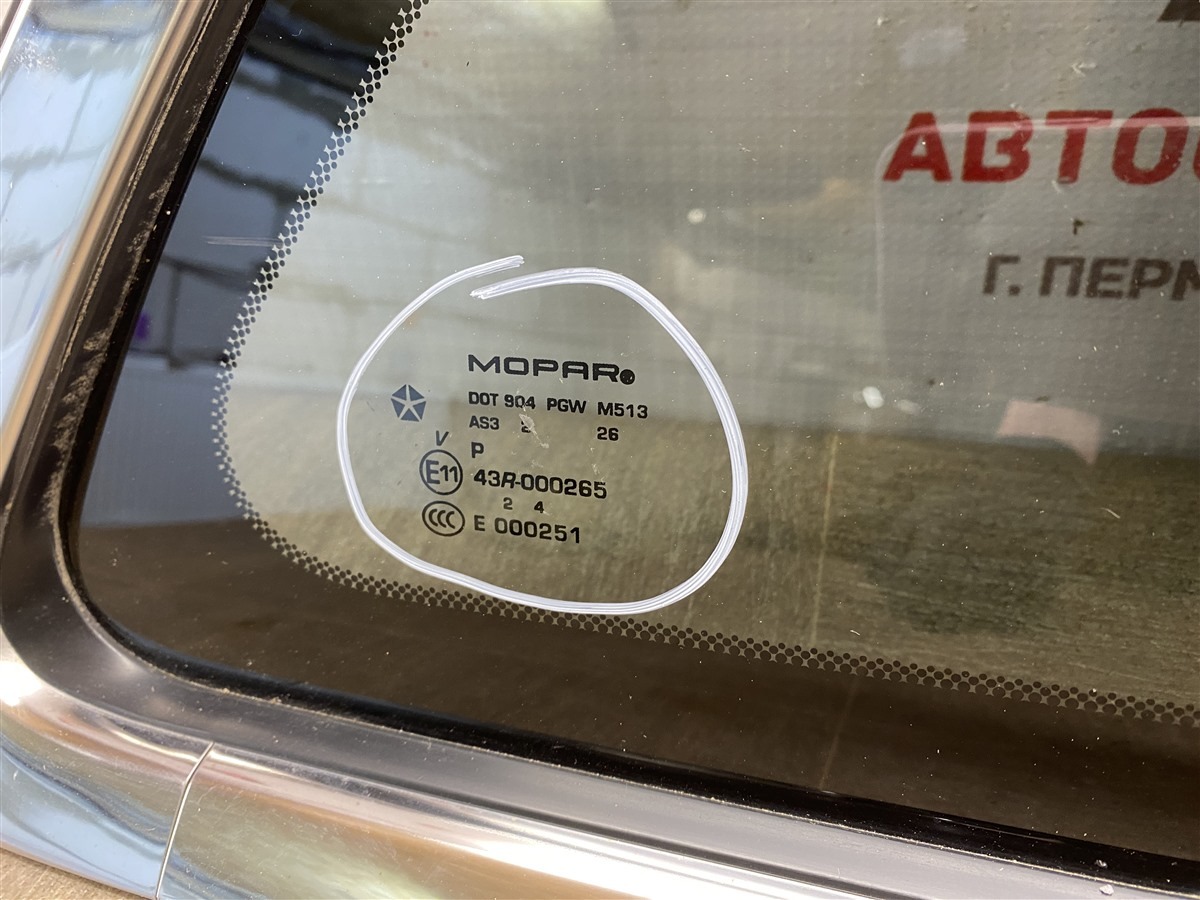 АВТО
Г. ПЕРМ
MOPAR
DOT 904 PGW M513
AS3 26
V P
E11 43R-000265
2 4
CCC E 000251